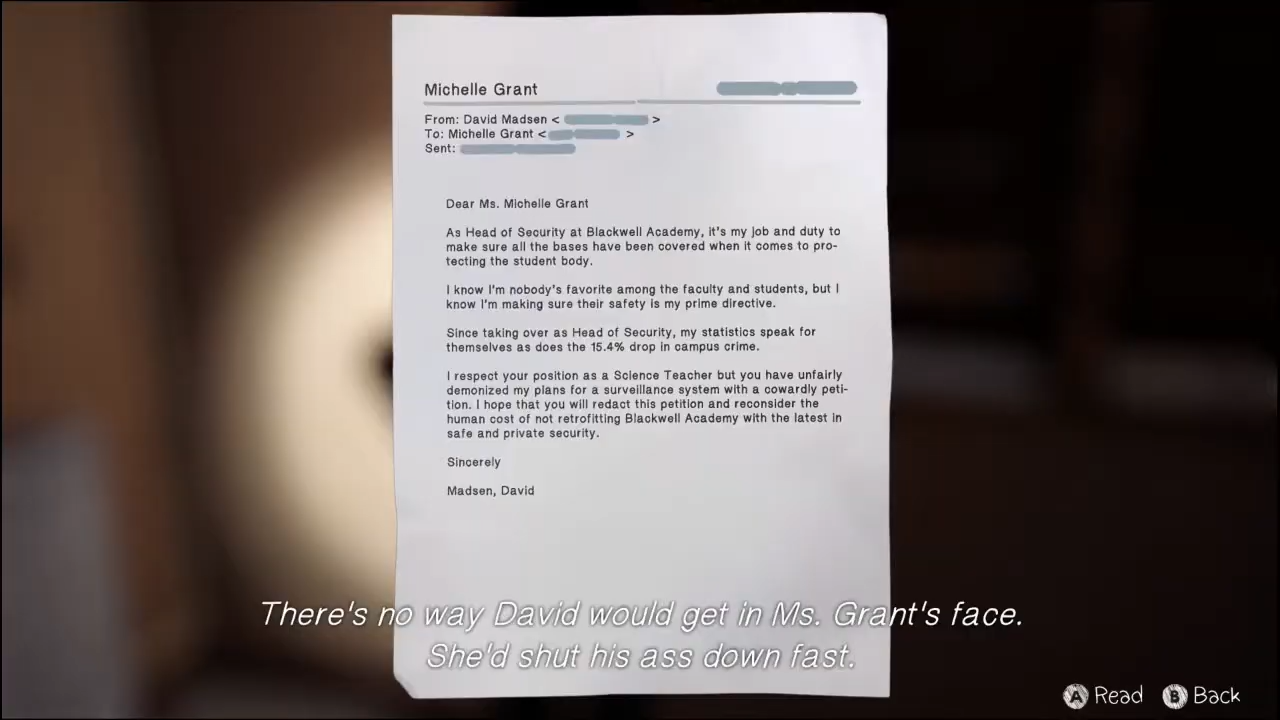 Michelle Grant
From: David Madsen < >
To: Michelle Grant < >
Sent:
Dear Ms. Michelle Grant
As Head of Security at Blackwell Academy, it's my job and duty to
make sure all the bases have been covered when it comes to pro-
tecting the student body.
I know I'm nobody's favorite among the faculty and students, but I
know I'm making sure their safety is my prime directive.
Since taking over as Head of Security, my statistics speak for
themselves as does the 15.4% drop in campus crime.
I respect your position as a Science Teacher but you have unfairly
demonized my plans for a surveillance system with a cowardly peti-
tion. I hope that you will redact this petition and reconsider the
human cost of not retrofitting Blackwell Academy with the latest in
safe and private security.
Sincerely
Madsen, David
There's no way David would get in Ms. Grant's face.
She'd shut his ass down fast.
A Read B Back